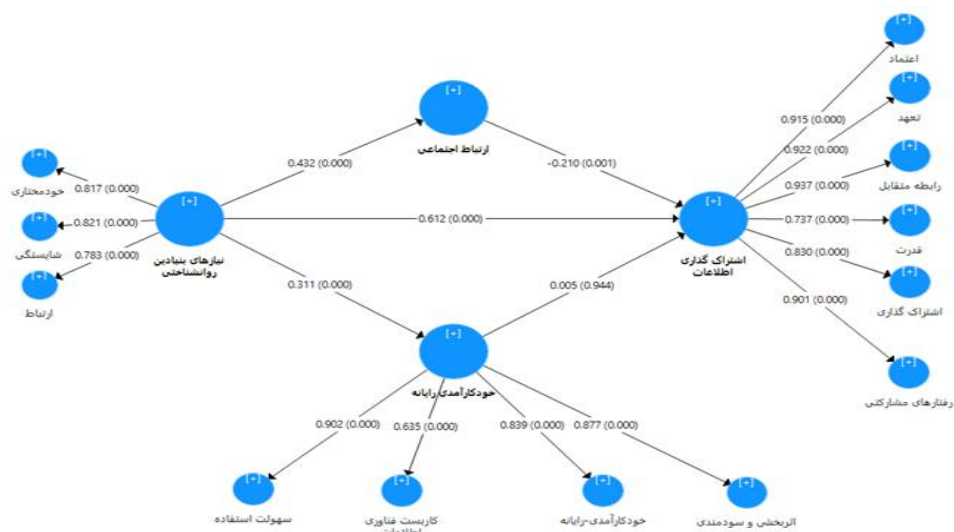 [+]
اعتماد
[+]
تعهد
[+]
رابطه متقابل
[+]
قدرت
[+]
اشتراک گذاری
[+]
رفتارهای مشارکتی
0.915 (0.000)
0.922 (0.000)
0.937 (0.000)
0.737 (0.000)
0.830 (0.000)
0.901 (0.000)
[+]
اشتراک گذاری
اطلاعات
[+]
ارتباط اجتماعی
-0.210 (0.001)
0.432 (0.000)
0.612 (0.000)
0.311 (0.000)
0.005 (0.944)
[+]
نیازهای بنیادین
روانشناختی
0.817 (0.000)
0.821 (0.000)
0.783 (0.000)
[+]
خودمختاری
[+]
شایستگی
[+]
ارتباط
[+]
خودکارآمدی رایانه
0.902 (0.000)
0.635 (0.000)
0.839 (0.000)
0.877 (0.000)
[+]
اثربخشی و سودمندی
[+]
خودکارآمدی-رایانه
[+]
کاربست فناوری
[+]
سهولت استفاده